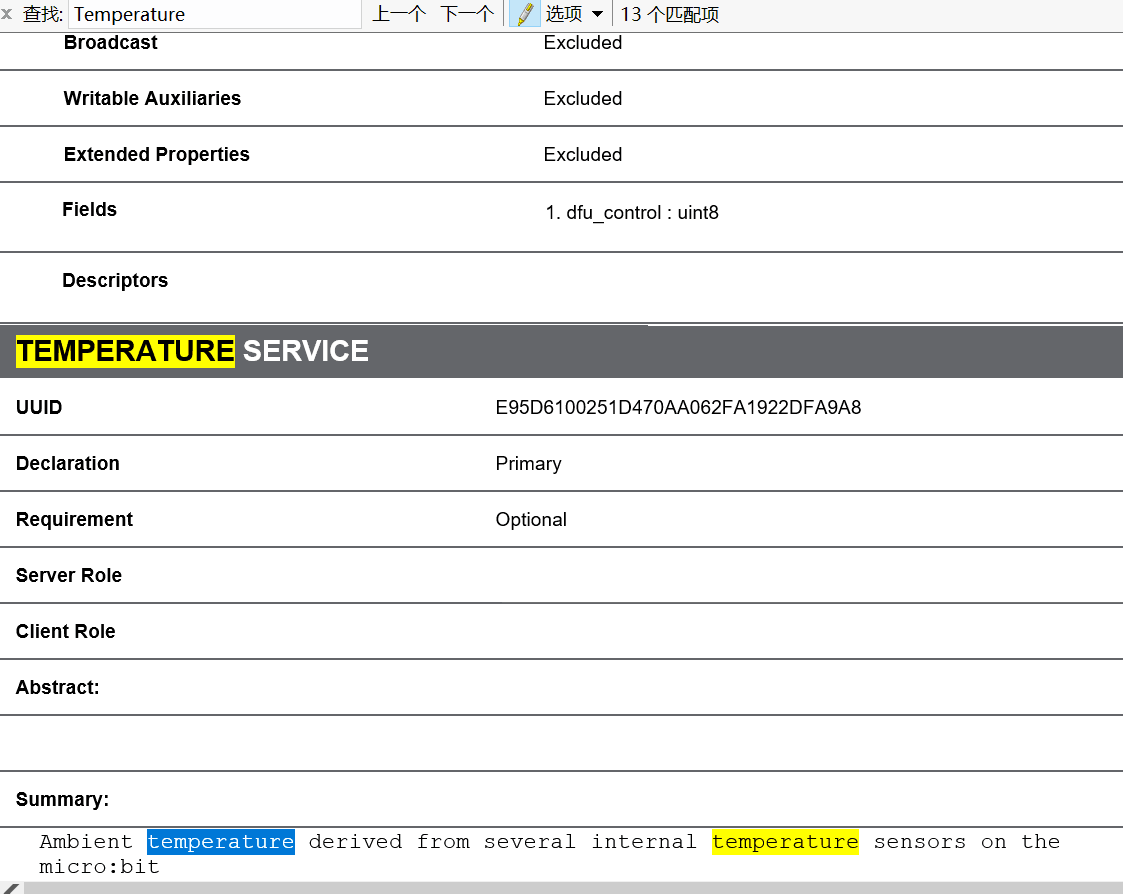 x 查找: Temperature 上一个 下一个 选项 13 个匹配项
Broadcast Excluded
Writable Auxiliaries Excluded
Extended Properties Excluded
Fields 1. dfu_control : uint8
Descriptors
TEMPERATURE SERVICE
UUID E95D6100251D470AA062FA1922DFA9A8
Declaration Primary
Requirement Optional
Server Role
Client Role
Abstract:
Summary:
Ambient temperature derived from several internal temperature sensors on the
micro:bit